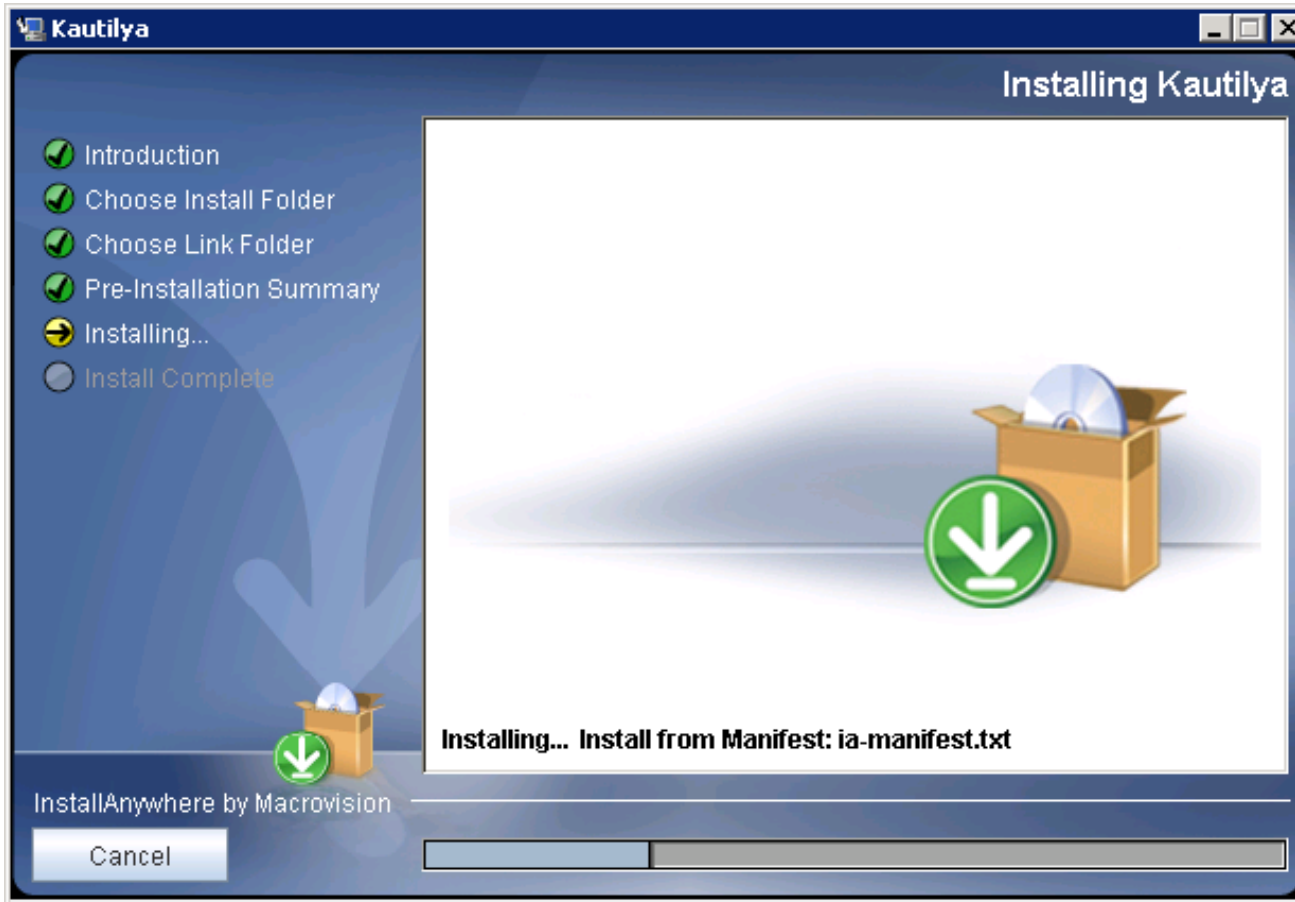 Kautilya
Installing Kautilya
Introduction
Choose Install Folder
Choose Link Folder
Pre-Installation Summary
Installing...
Install Complete
Installing... Install from Manifest: ia-manifest.txt
InstallAnywhere by Macrovision
Cancel